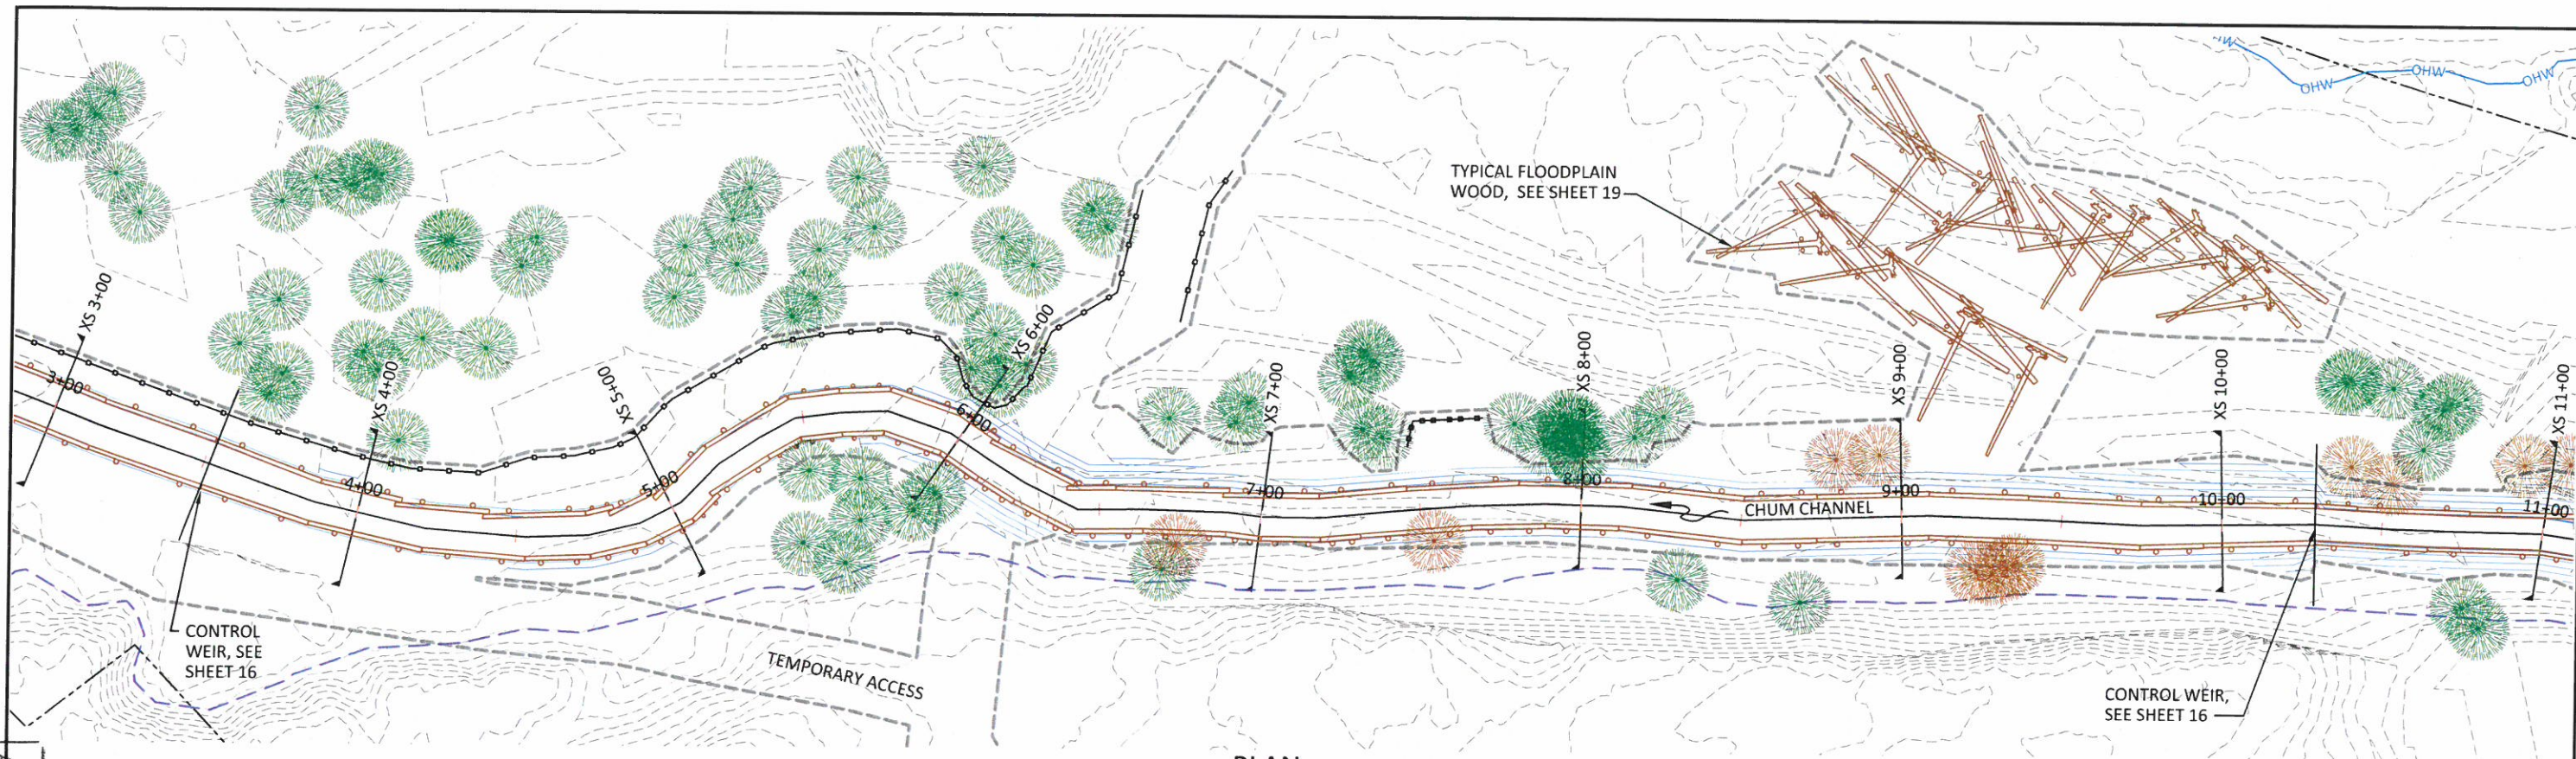 OHW
OHW
OHW
TYPICAL FLOODPLAIN
WOOD, SEE SHEET 19
XS 3+00
XS 4+00
XS 5+00
XS 6+00
XS 7+00
XS 8+00
XS 9+00
XS 10+00
XS 11+00
3+00
4+00
5+00
6+00
7+00
8+00
9+00
10+00
11+00
CHUM CHANNEL
CONTROL
WEIR, SEE
SHEET 16
TEMPORARY ACCESS
CONTROL WEIR,
SEE SHEET 16
PLAN